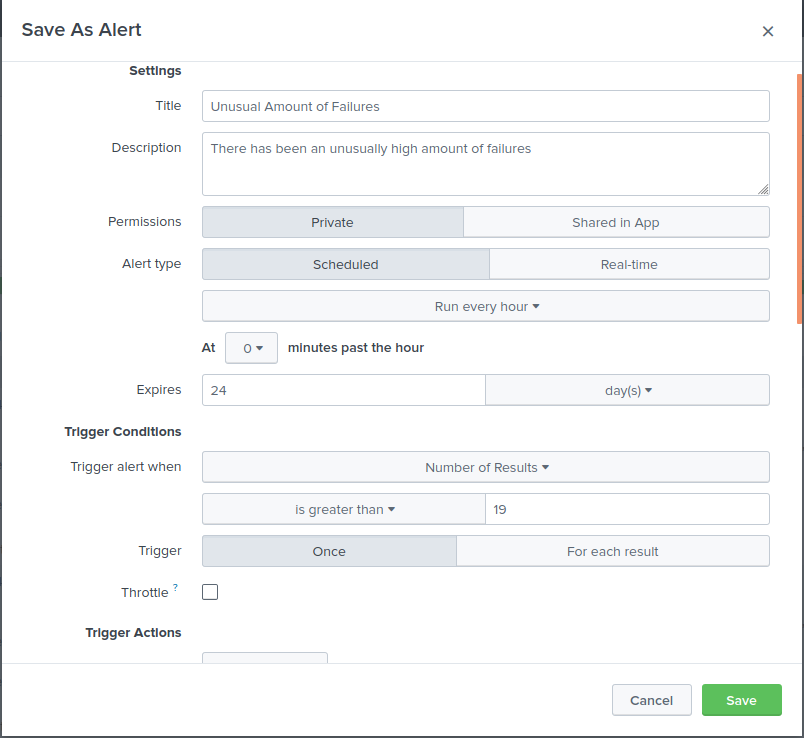 Save As Alert
×
Settings
Title Unusual Amount of Failures
Description There has been an unusually high amount of failures
Permissions Private Shared in App
Alert type Scheduled Real-time
Run every hour
At 0 minutes past the hour
Expires 24 day(s)
Trigger Conditions
Trigger alert when Number of Results
is greater than 19
Trigger Once For each result
Throttle ?
Trigger Actions
Cancel Save